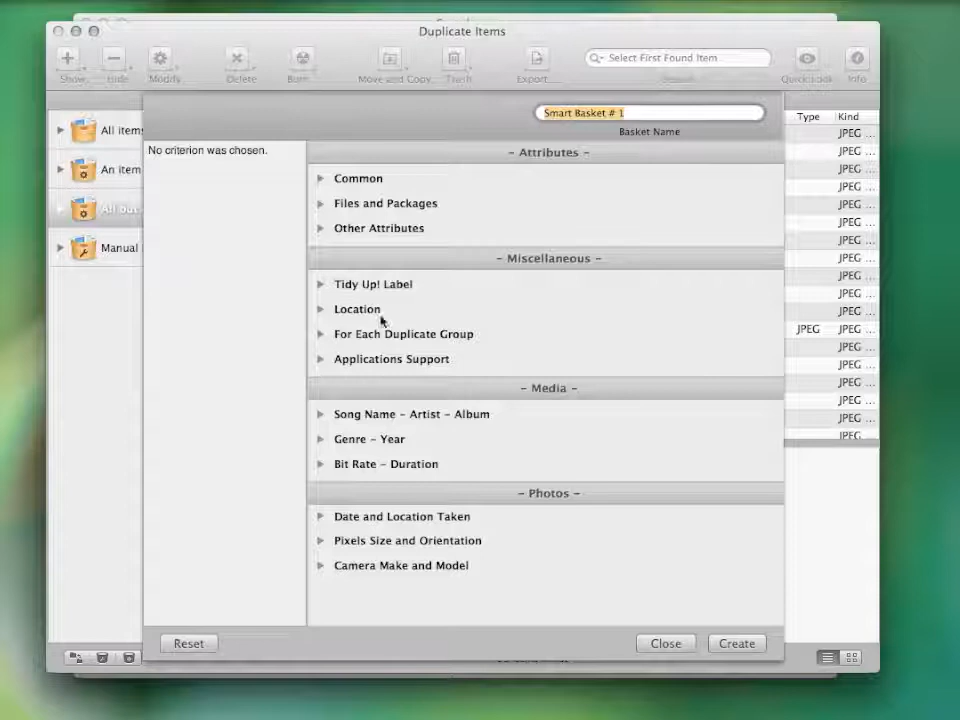 Duplicate Items
Show
Hide
Modify
Delete
Burn
Move and Copy
Trash
Export
Select First Found Item
Search
Quick Look
Info
Smart Basket # 1
Basket Name
Type
Kind
All items
An item
All but
Manual
No criterion was chosen.
- Attributes -
Common
Files and Packages
Other Attributes
- Miscellaneous -
Tidy Up! Label
Location
For Each Duplicate Group
Applications Support
- Media -
Song Name - Artist - Album
Genre - Year
Bit Rate - Duration
- Photos -
Date and Location Taken
Pixels Size and Orientation
Camera Make and Model
JPEG ...
JPEG ...
JPEG ...
JPEG ...
JPEG ...
JPEG ...
JPEG ...
JPEG ...
JPEG ...
JPEG ...
JPEG ...
JPEG JPEG ...
JPEG ...
JPEG ...
JPEG ...
JPEG ...
JPEG ...
JPEG ...
Reset
Close
Create